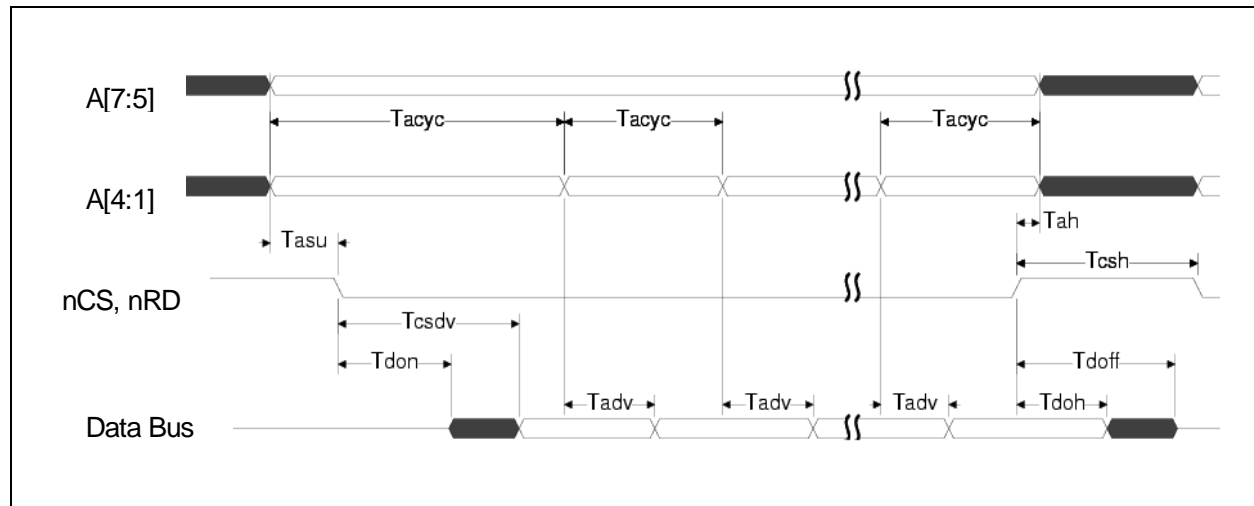 A[7:5]
Tacyc Tacyc Tacyc
A[4:1]
Tah
Tasu
Tcsh
nCS, nRD
Tcsdv
Tdon Tdoff
Tadv Tadv Tadv Tdoh
Data Bus